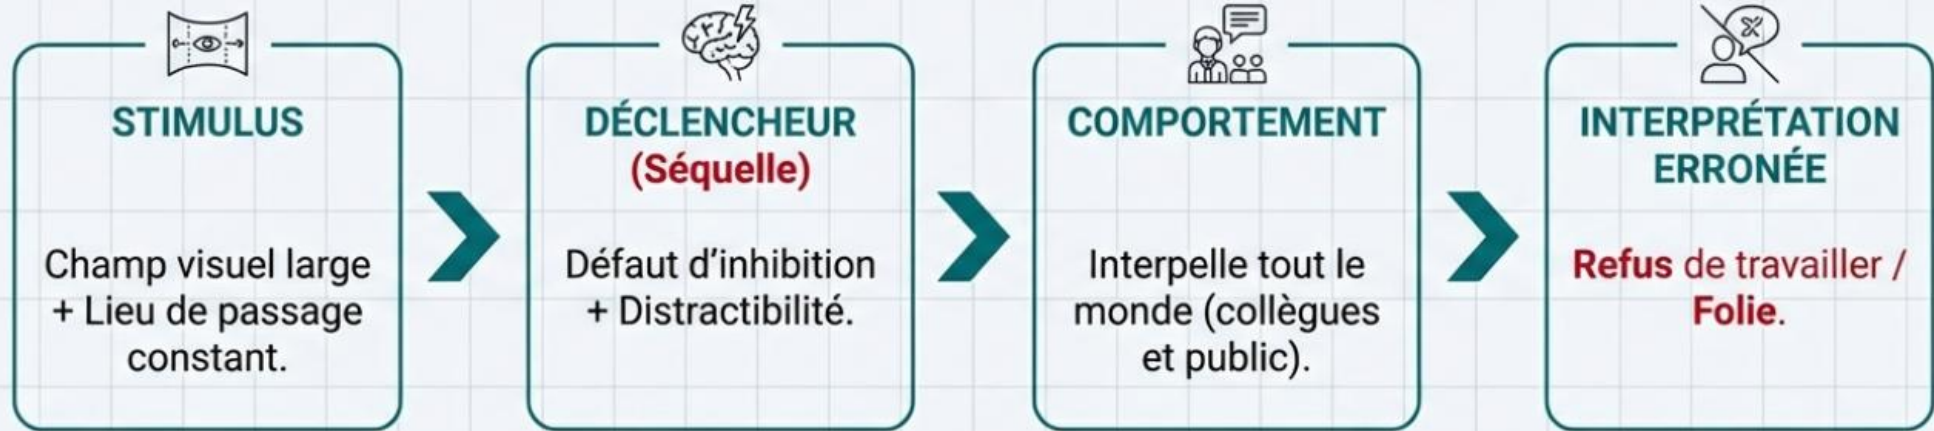 STIMULUS
Champ visuel large
+ Lieu de passage
constant.
DÉCLENCHEUR
(Séquelle)
Défaut d’inhibition
+ Distractibilité.
COMPORTEMENT
Interpelle tout le
monde (collègues
et public).
INTERPRÉTATION
ERRONÉE
Refus de travailler /
Folie.